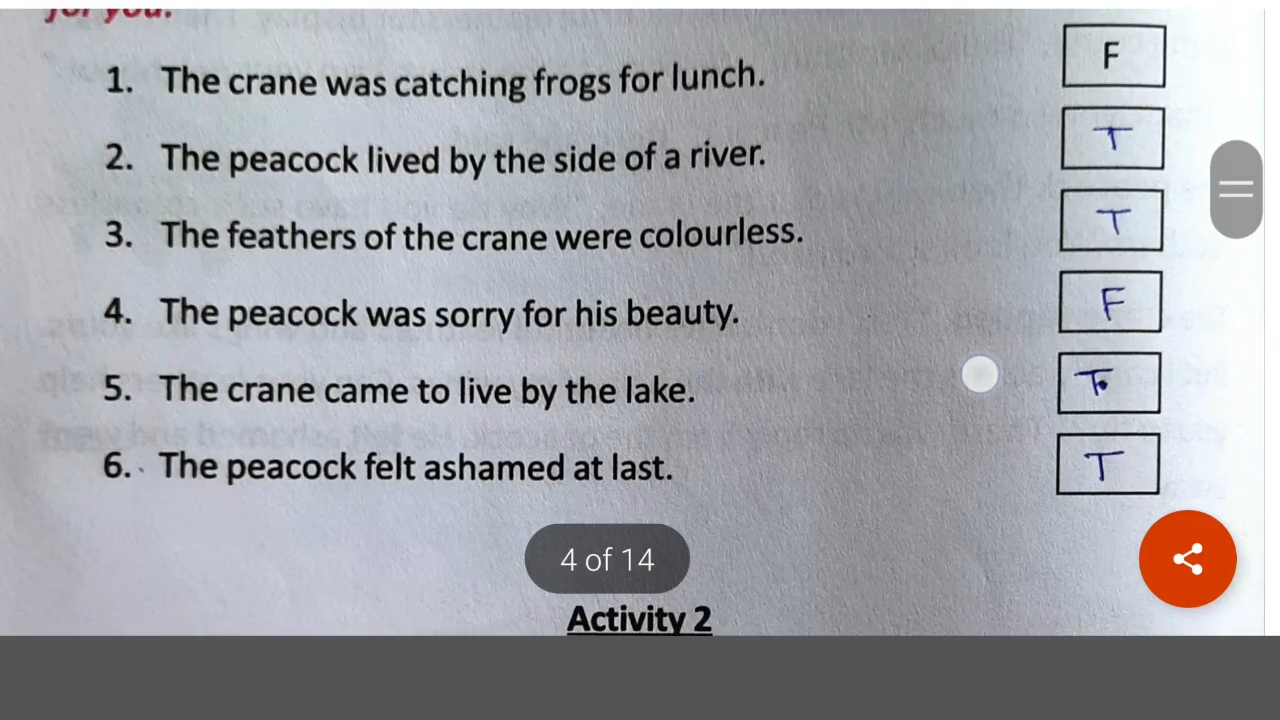 for you.
1. The crane was catching frogs for lunch. F
2. The peacock lived by the side of a river. T
3. The feathers of the crane were colourless. T
4. The peacock was sorry for his beauty. F
5. The crane came to live by the lake. T
6. The peacock felt ashamed at last. T
4 of 14
Activity 2